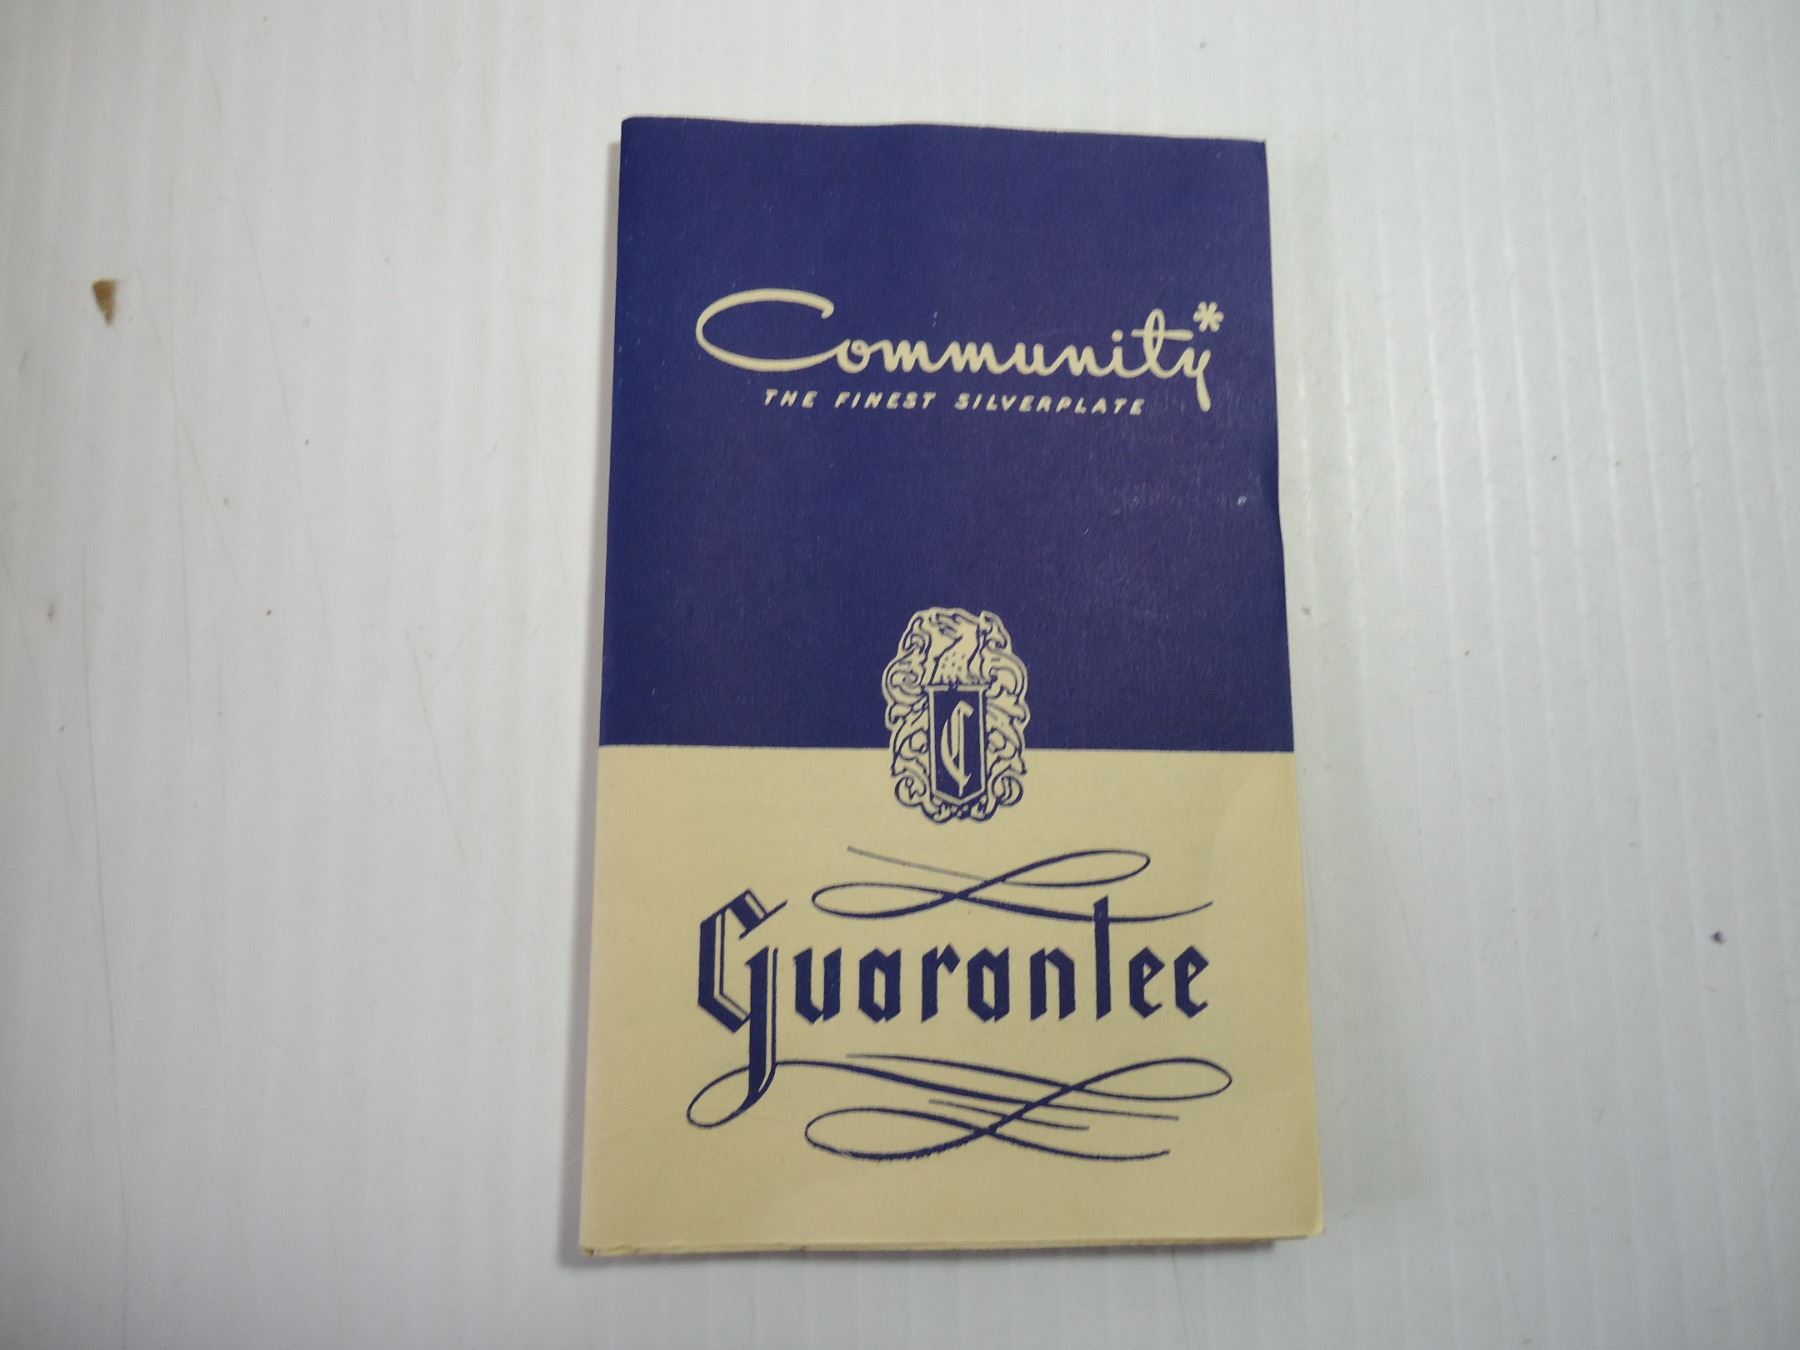 Community*
THE FINEST SILVERPLATE
C
Guarantee